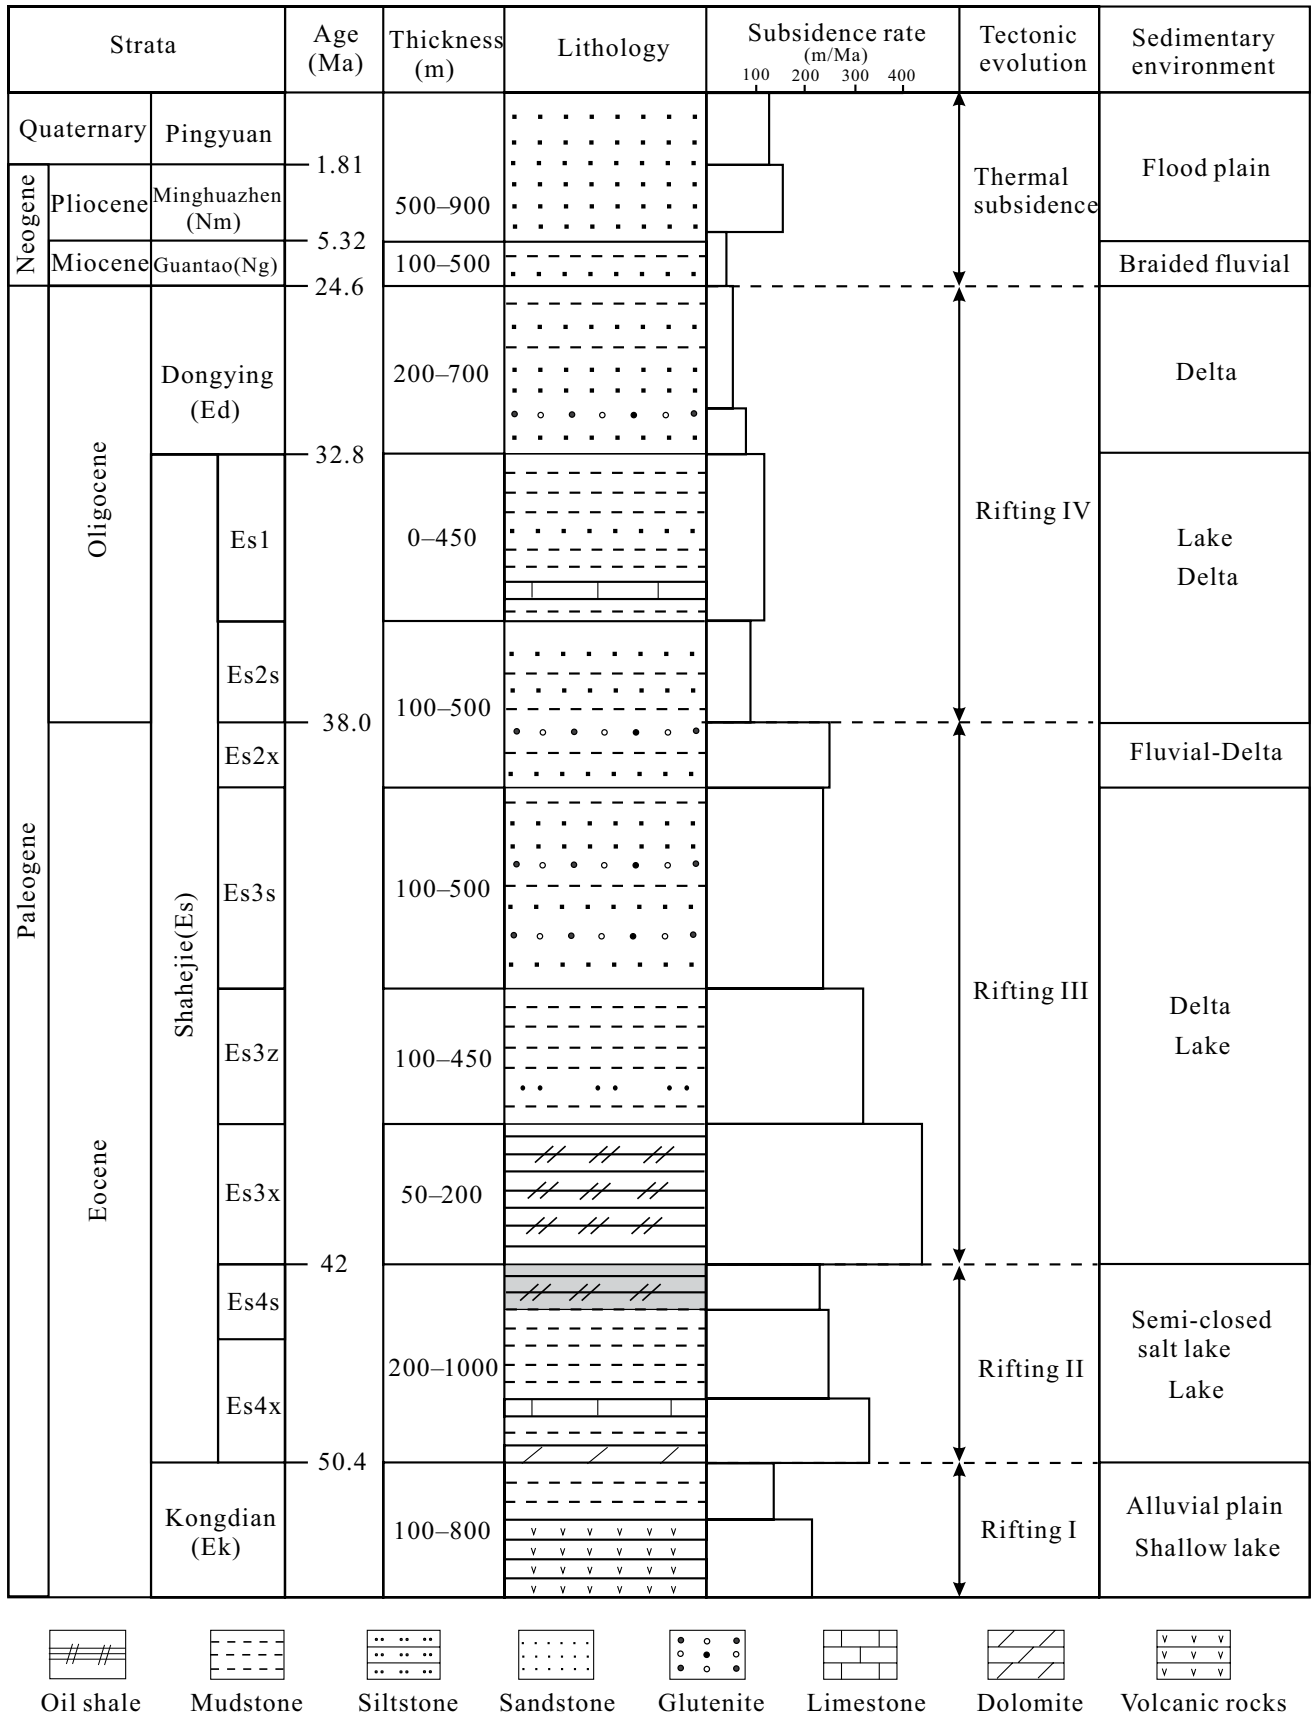 Strata
Age
(Ma)
Thickness
(m)
Lithology
Subsidence rate
(m/Ma)
100 200 300 400
Tectonic
evolution
Sedimentary
environment
Quaternary
Pingyuan
1.81
Neogene
Pliocene
Minghuazhen
(Nm)
500–900
Thermal
subsidence
Flood plain
5.32
Miocene
Guantao(Ng)
100–500
Braided fluvial
24.6
Paleogene
Oligocene
Dongying
(Ed)
200–700
Delta
32.8
Shahejie(Es)
Es1
0–450
Rifting IV
Lake
Delta
Es2s
100–500
38.0
Es2x
Fluvial-Delta
Eocene
Es3s
100–500
Rifting III
Delta
Lake
Es3z
100–450
Es3x
50–200
42
Es4s
200–1000
Rifting II
Semi-closed
salt lake
Lake
Es4x
50.4
Kongdian
(Ek)
100–800
Rifting I
Alluvial plain
Shallow lake
Oil shale
Mudstone
Siltstone
Sandstone
Glutenite
Limestone
Dolomite
Volcanic rocks